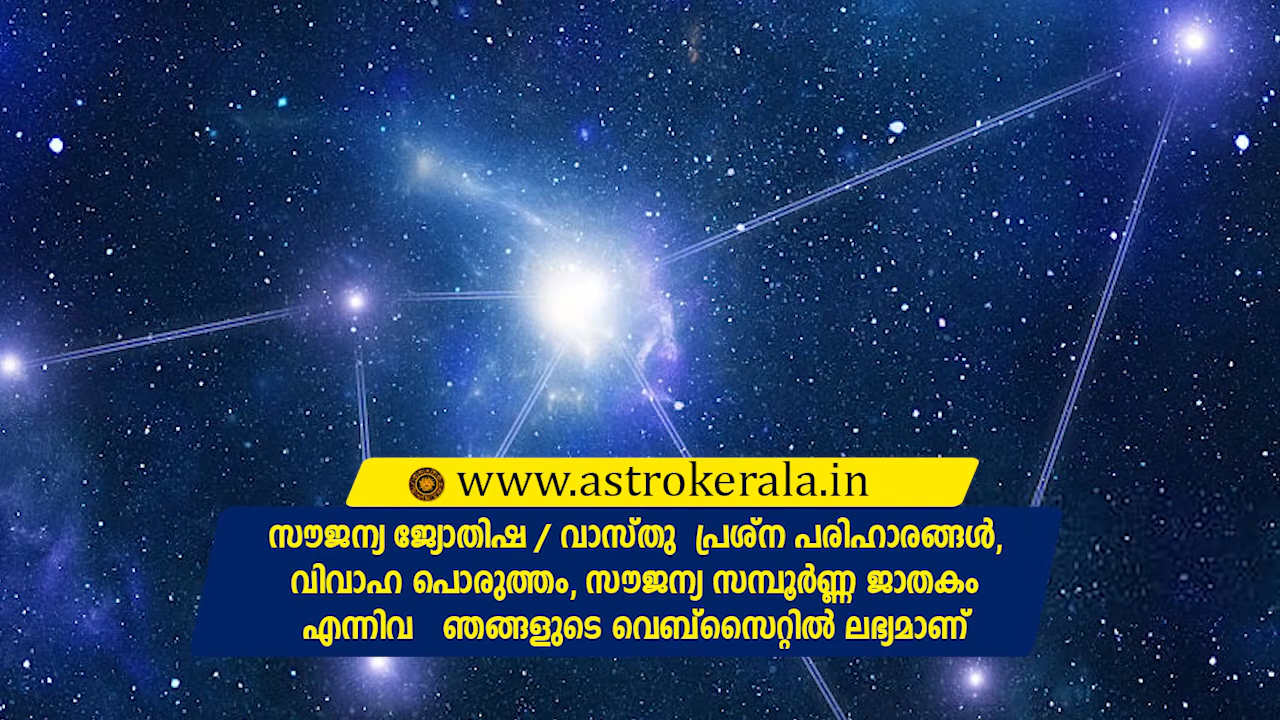 www.astrokerala.in
സൗജന്യ ജ്യോതിഷ / വാസ്തു പ്രശ്ന പരിഹാരങ്ങൾ,
വിവാഹ പൊരുത്തം, സൗജന്യ സമ്പൂർണ്ണ ജാതകം
എന്നിവ ഞങ്ങളുടെ വെബ്സൈറ്റിൽ ലഭ്യമാണ്